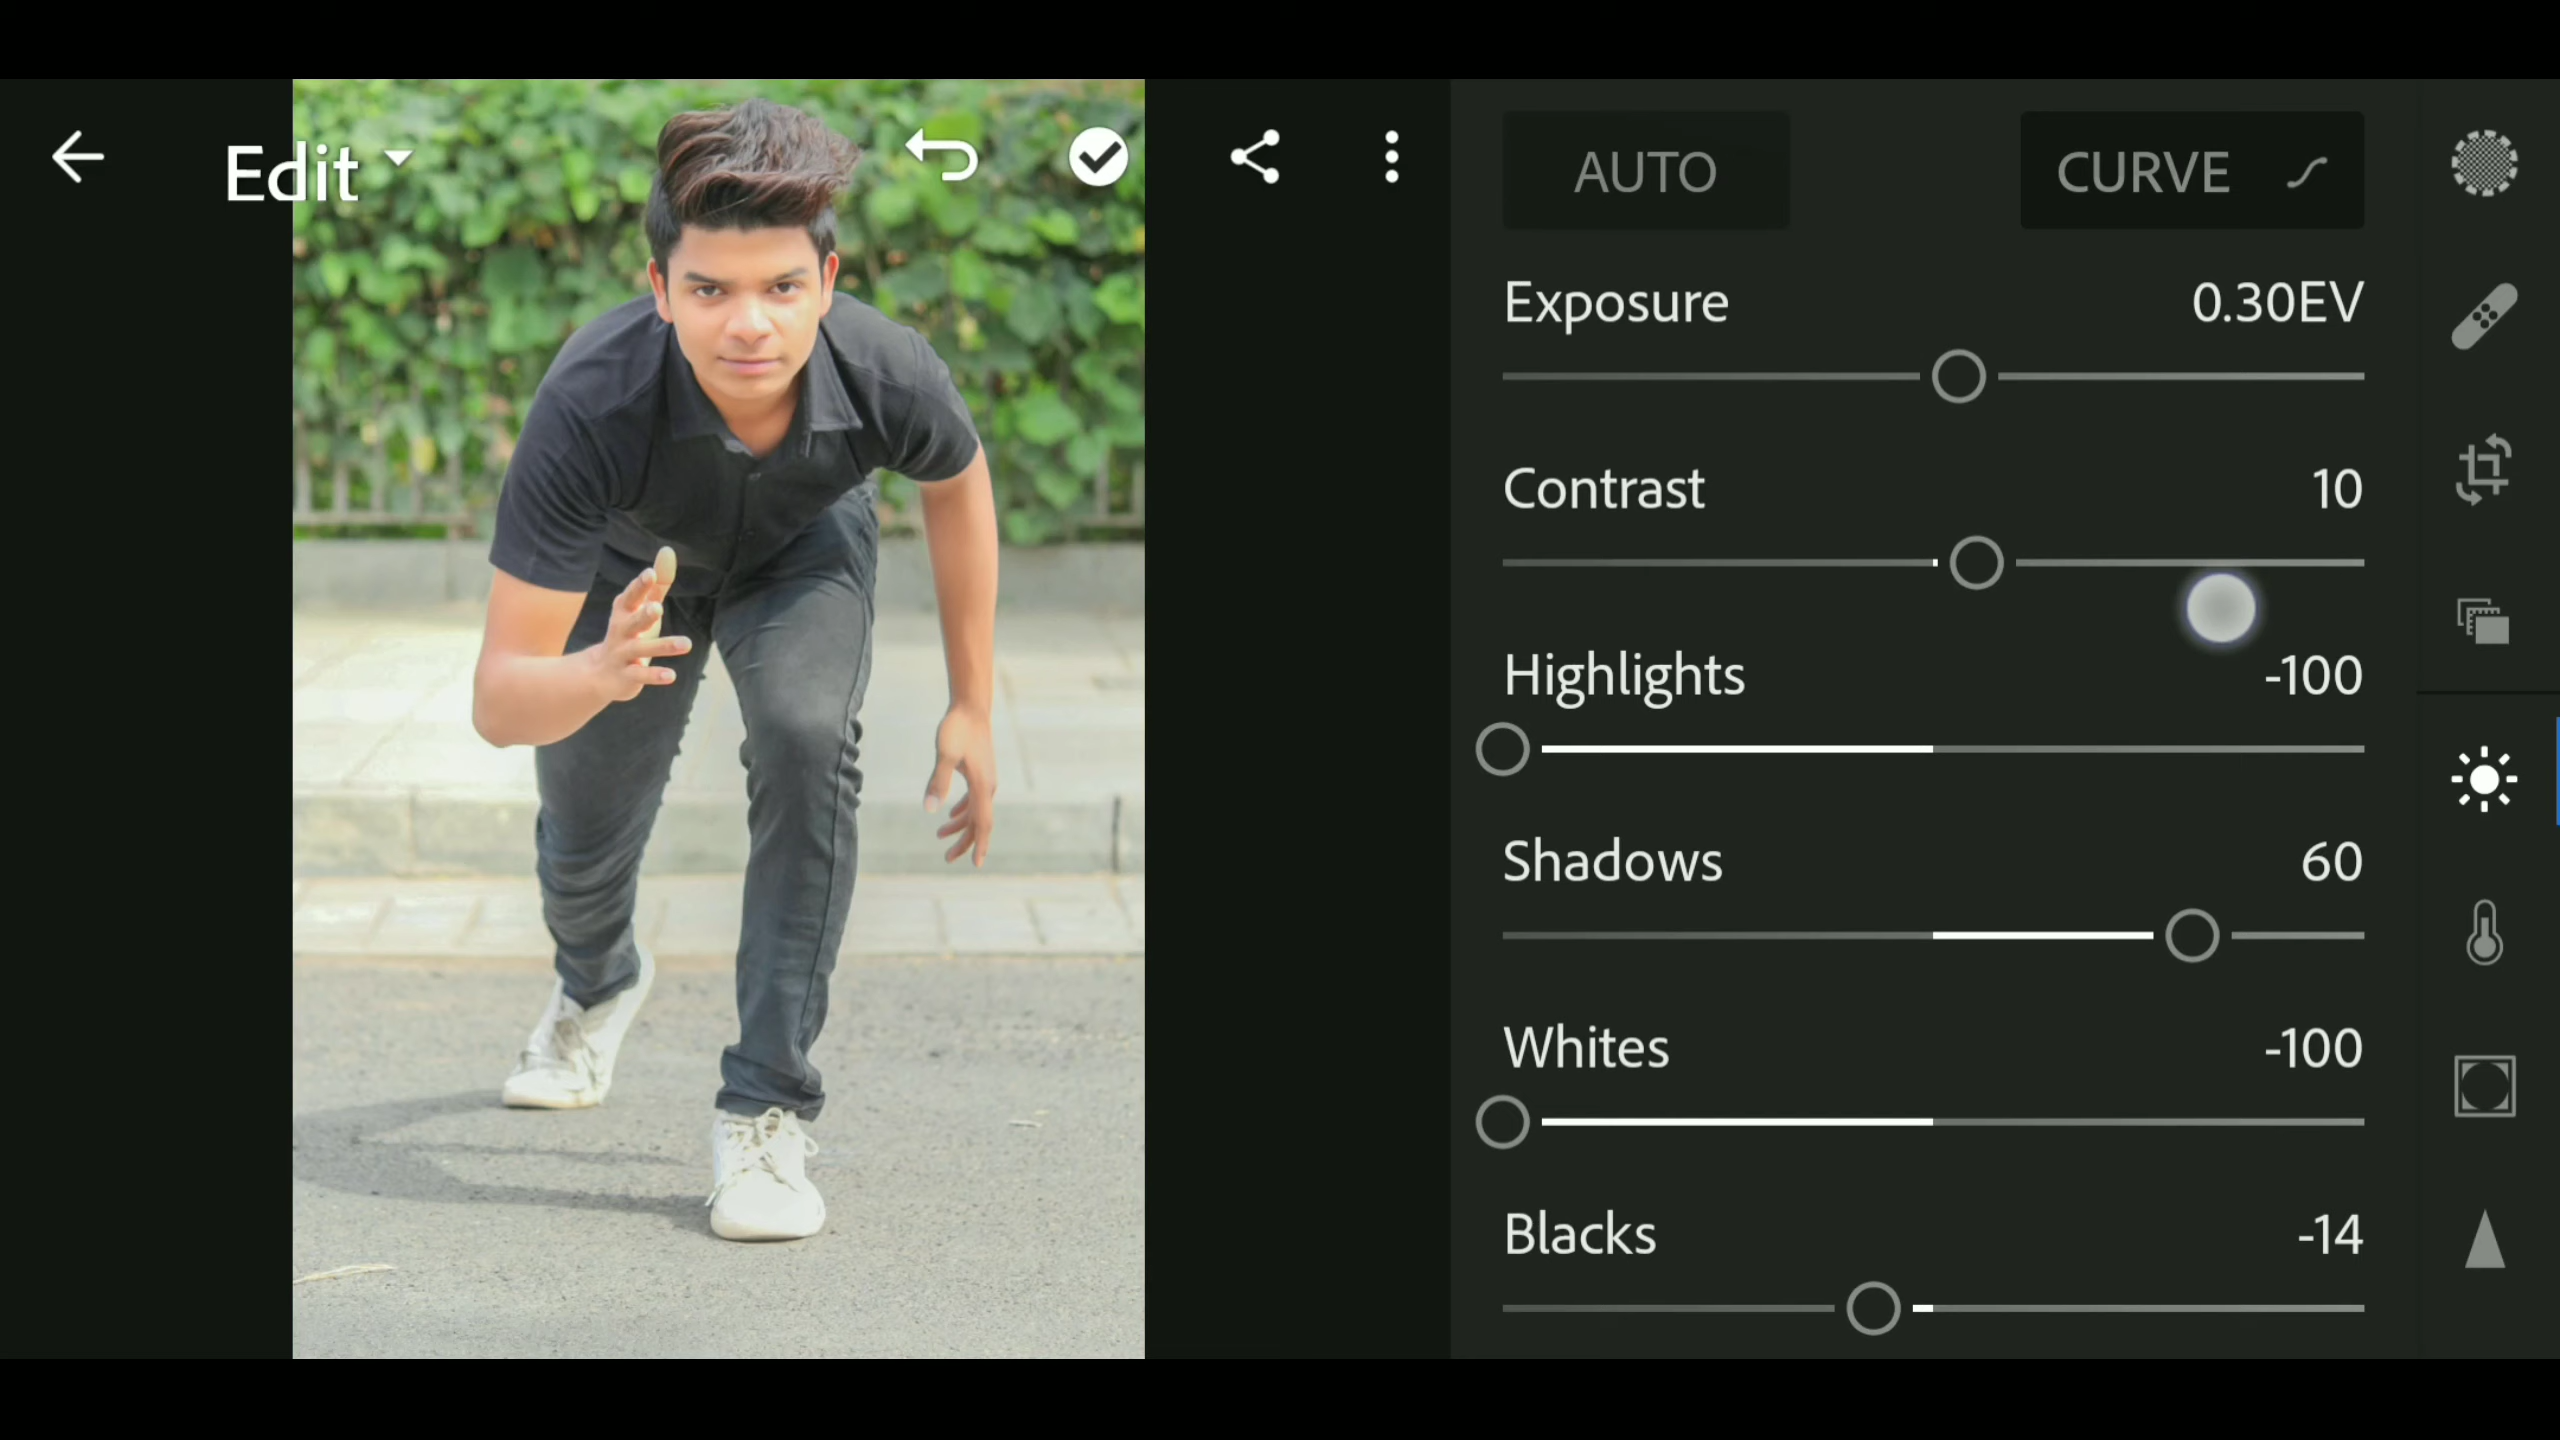 Edit
AUTO
CURVE
Exposure 0.30EV
Contrast 10
Highlights -100
Shadows 60
Whites -100
Blacks -14